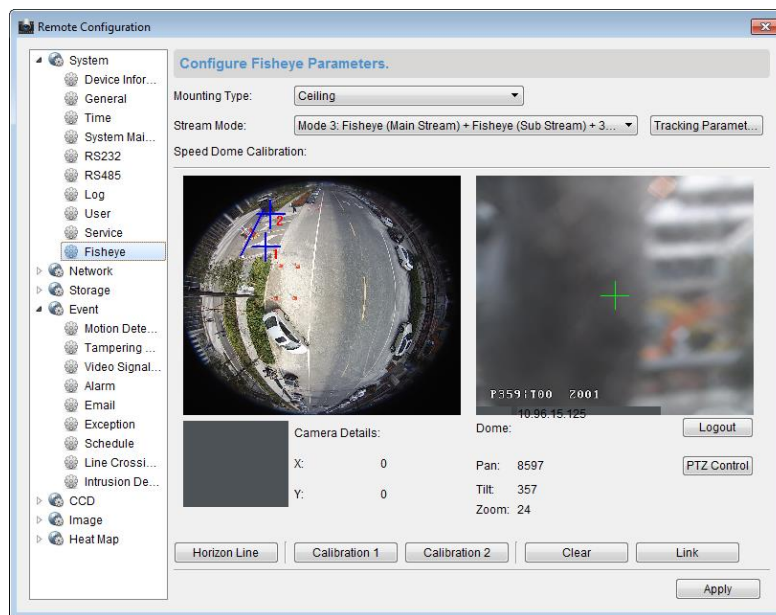 Remote Configuration
System
Device Infor...
General
Time
System Mai...
RS232
RS485
Log
User
Service
Fisheye
Network
Storage
Event
Motion Dete...
Tampering ...
Video Signal...
Alarm
Email
Exception
Schedule
Line Crossi...
Intrusion De...
CCD
Image
Heat Map
Configure Fisheye Parameters.
Mounting Type: Ceiling
Stream Mode: Mode 3: Fisheye (Main Stream) + Fisheye (Sub Stream) + 3... Tracking Paramet...
Speed Dome Calibration:
2
1
P359:T00 Z001
10.96.15.125
Camera Details:
X: 0
Y: 0
Dome: Logout
Pan: 8597 PTZ Control
Tilt: 357
Zoom: 24
Horizon Line Calibration 1 Calibration 2 Clear Link
Apply